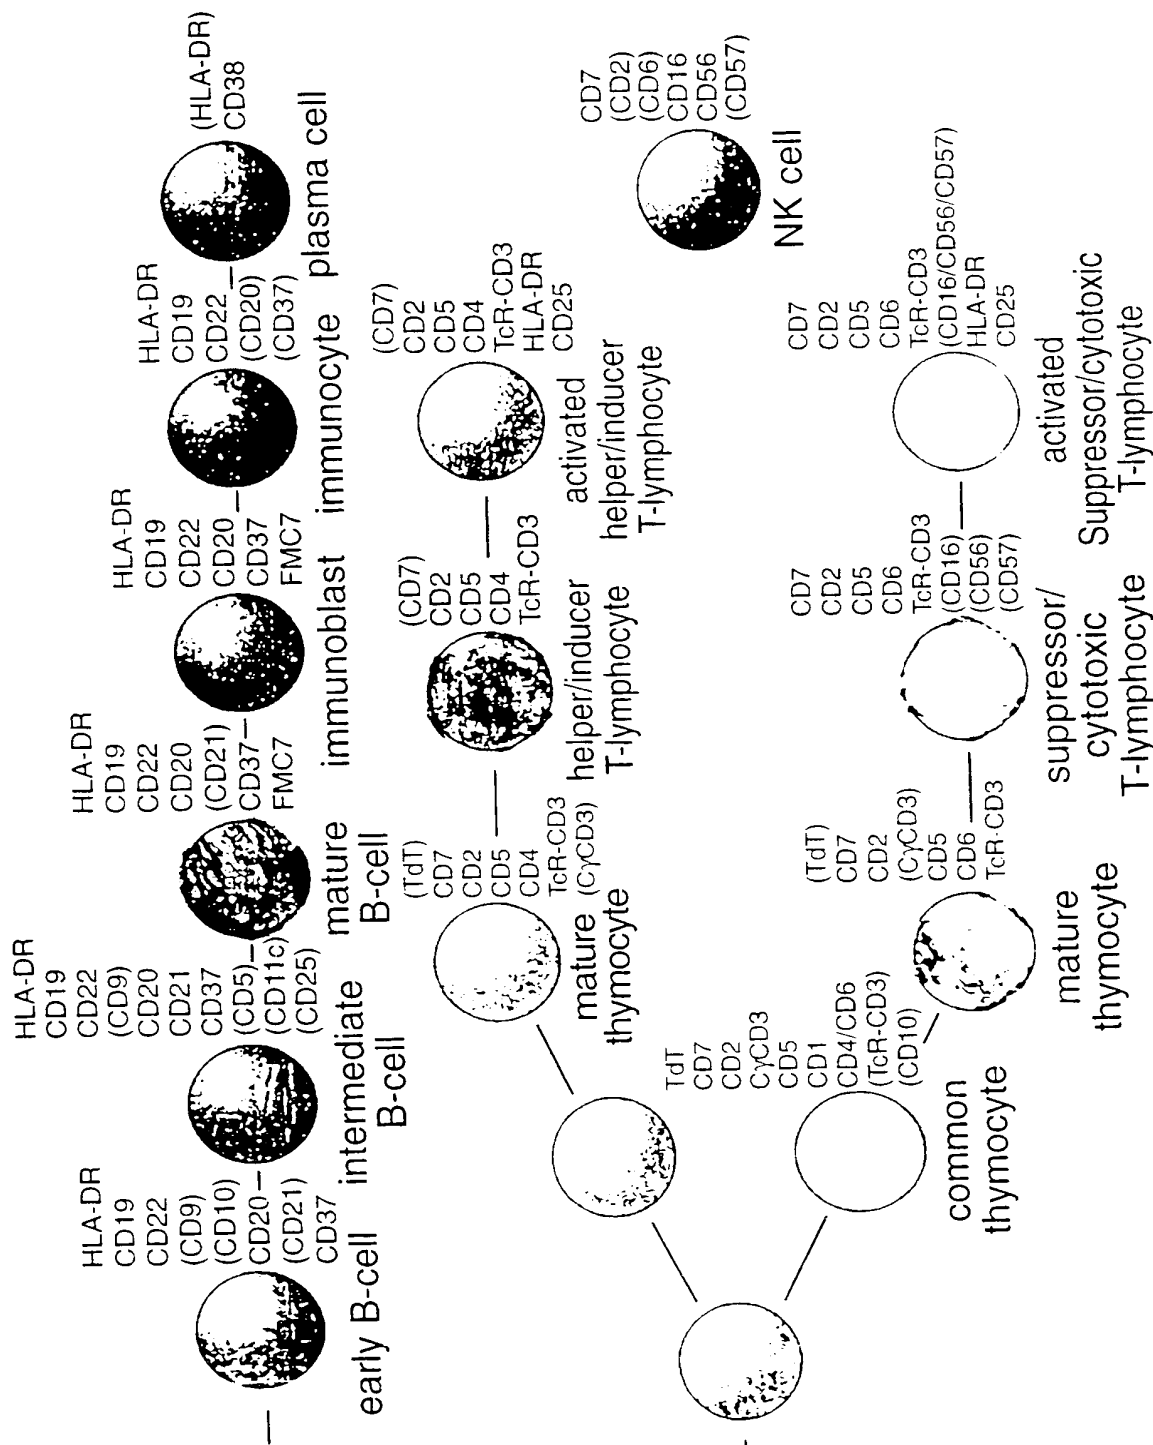 HLA-DR
CD19
CD22
(CD9)
(CD10)
CD20
(CD21)
CD37
early B-cell
HLA-DR
CD19
CD22
(CD9)
CD20
CD21
CD37
(CD5)
(CD11c)
(CD25)
intermediate
B-cell
HLA-DR
CD19
CD22
CD20
(CD21)
CD37
FMC7
mature
B-cell
HLA-DR
CD19
CD22
CD20
CD37
FMC7
immunoblast
HLA-DR
CD19
CD22
(CD20)
(CD37)
immunocyte
(HLA-DR)
CD38
plasma cell
(TdT)
CD7
CD2
CD5
CD4
TcR-CD3
(CγCD3)
mature
thymocyte
(CD7)
CD2
CD5
CD4
TcR-CD3
helper/inducer
T-lymphocyte
(CD7)
CD2
CD5
CD4
TcR-CD3
HLA-DR
CD25
activated
helper/inducer
T-lymphocyte
CD7
(CD2)
(CD6)
CD16
CD56
(CD57)
NK cell
TdT
CD7
CD2
CγCD3
CD5
CD1
CD4/CD6
(TcR-CD3)
(CD10)
common
thymocyte
(TdT)
CD7
CD2
(CγCD3)
CD5
CD6
TcR-CD3
mature
thymocyte
CD7
CD2
CD5
CD6
TcR-CD3
(CD16)
(CD56)
(CD57)
suppressor/
cytotoxic
T-lymphocyte
CD7
CD2
CD5
CD6
TcR-CD3
(CD16/CD56/CD57)
HLA-DR
CD25
activated
Suppressor/cytotoxic
T-lymphocyte